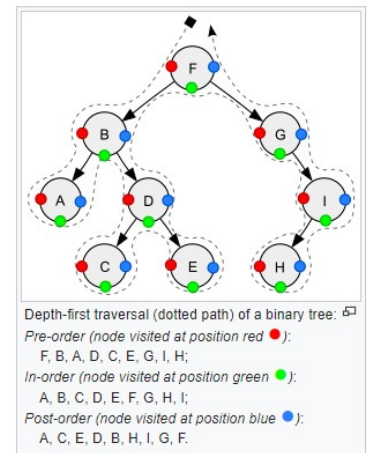 F
B
G
A
D
I
C
E
H
Depth-first traversal (dotted path) of a binary tree:
Pre-order (node visited at position red ):
F, B, A, D, C, E, G, I, H;
In-order (node visited at position green ):
A, B, C, D, E, F, G, H, I;
Post-order (node visited at position blue ):
A, C, E, D, B, H, I, G, F.